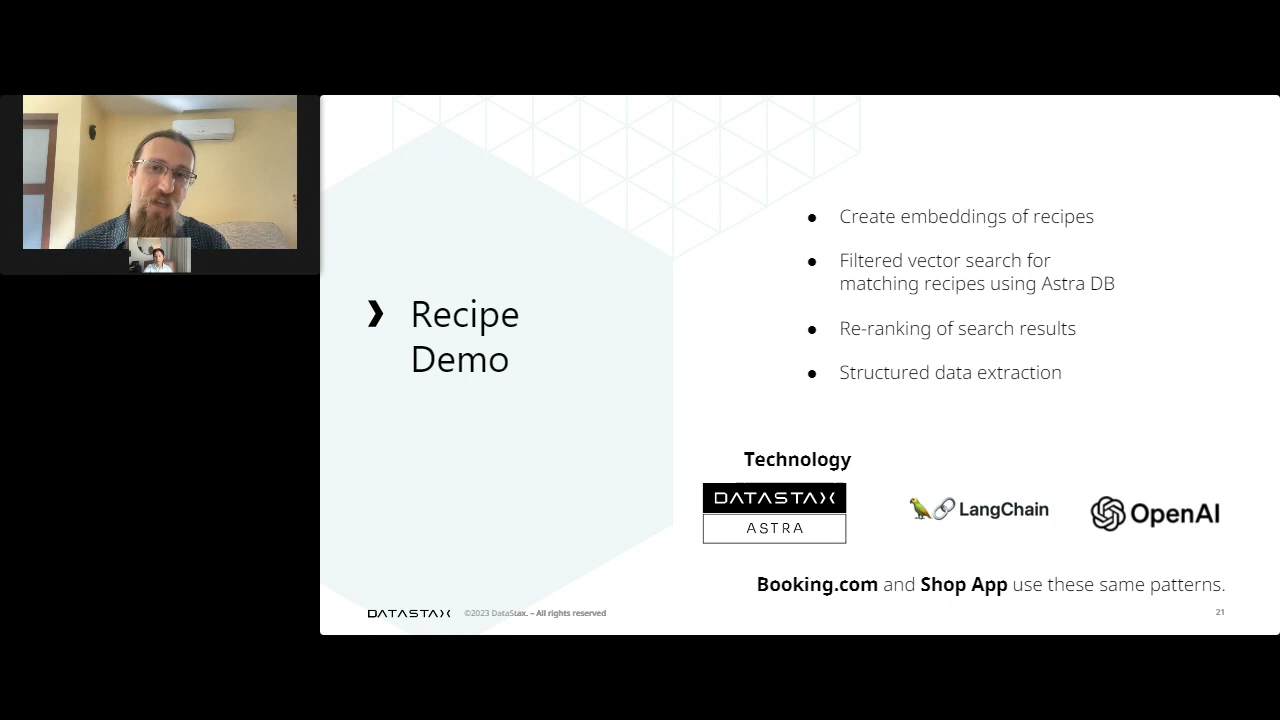 Recipe
Demo
Create embeddings of recipes
Filtered vector search for
matching recipes using Astra DB
Re-ranking of search results
Structured data extraction
Technology
DATASTAX
ASTRA
LangChain
OpenAI
Booking.com and Shop App use these same patterns.
DATASTAX
©2023 DataStax. – All rights reserved
21